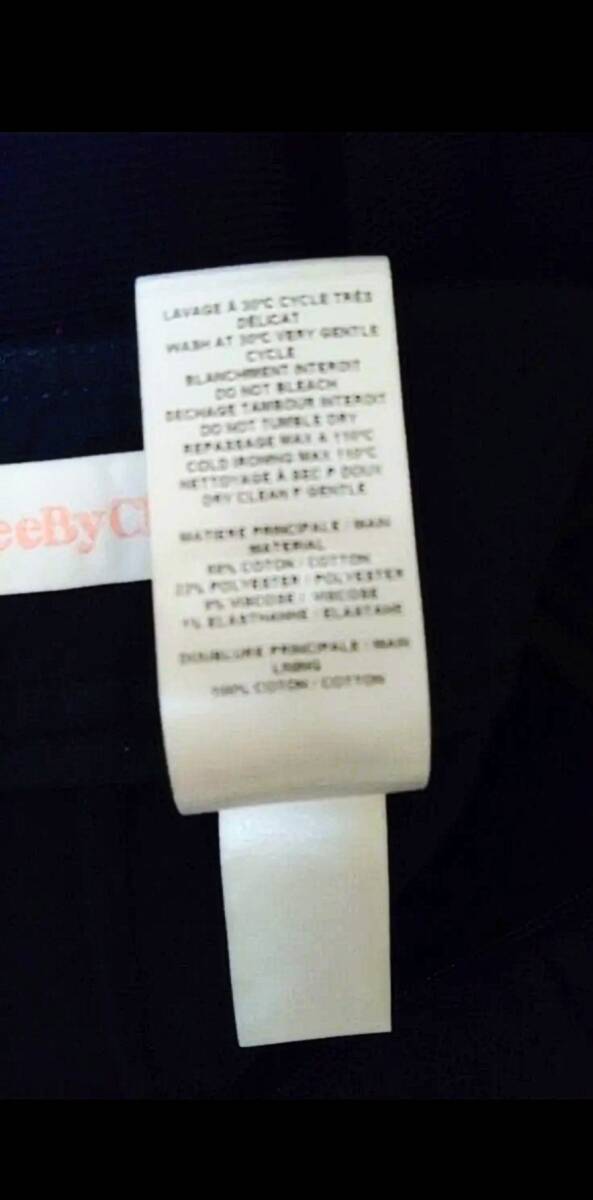 LAVAGE À 30°C CYCLE TRÈS
DÉLICAT
WASH AT 30°C VERY GENTLE
CYCLE
BLANCHIMENT INTERDIT
DO NOT BLEACH
SECHAGE TAMBOUR INTERDIT
DO NOT TUMBLE DRY
REPASSAGE MAX A 110°C
COLD IRONING MAX 110°C
NETTOYAGE À SEC P DOUX
DRY CLEAN P GENTLE
eeByCh
MATIERE PRINCIPALE / MAIN
MATERIAL
COTON / COTTON
POLYESTER / POLYESTER
VISCOSE / VISCOSE
1% ELASTHANNE / ELASTANE
DOUBLURE PRINCIPALE / MAIN
LINING
100% COTON / COTTON